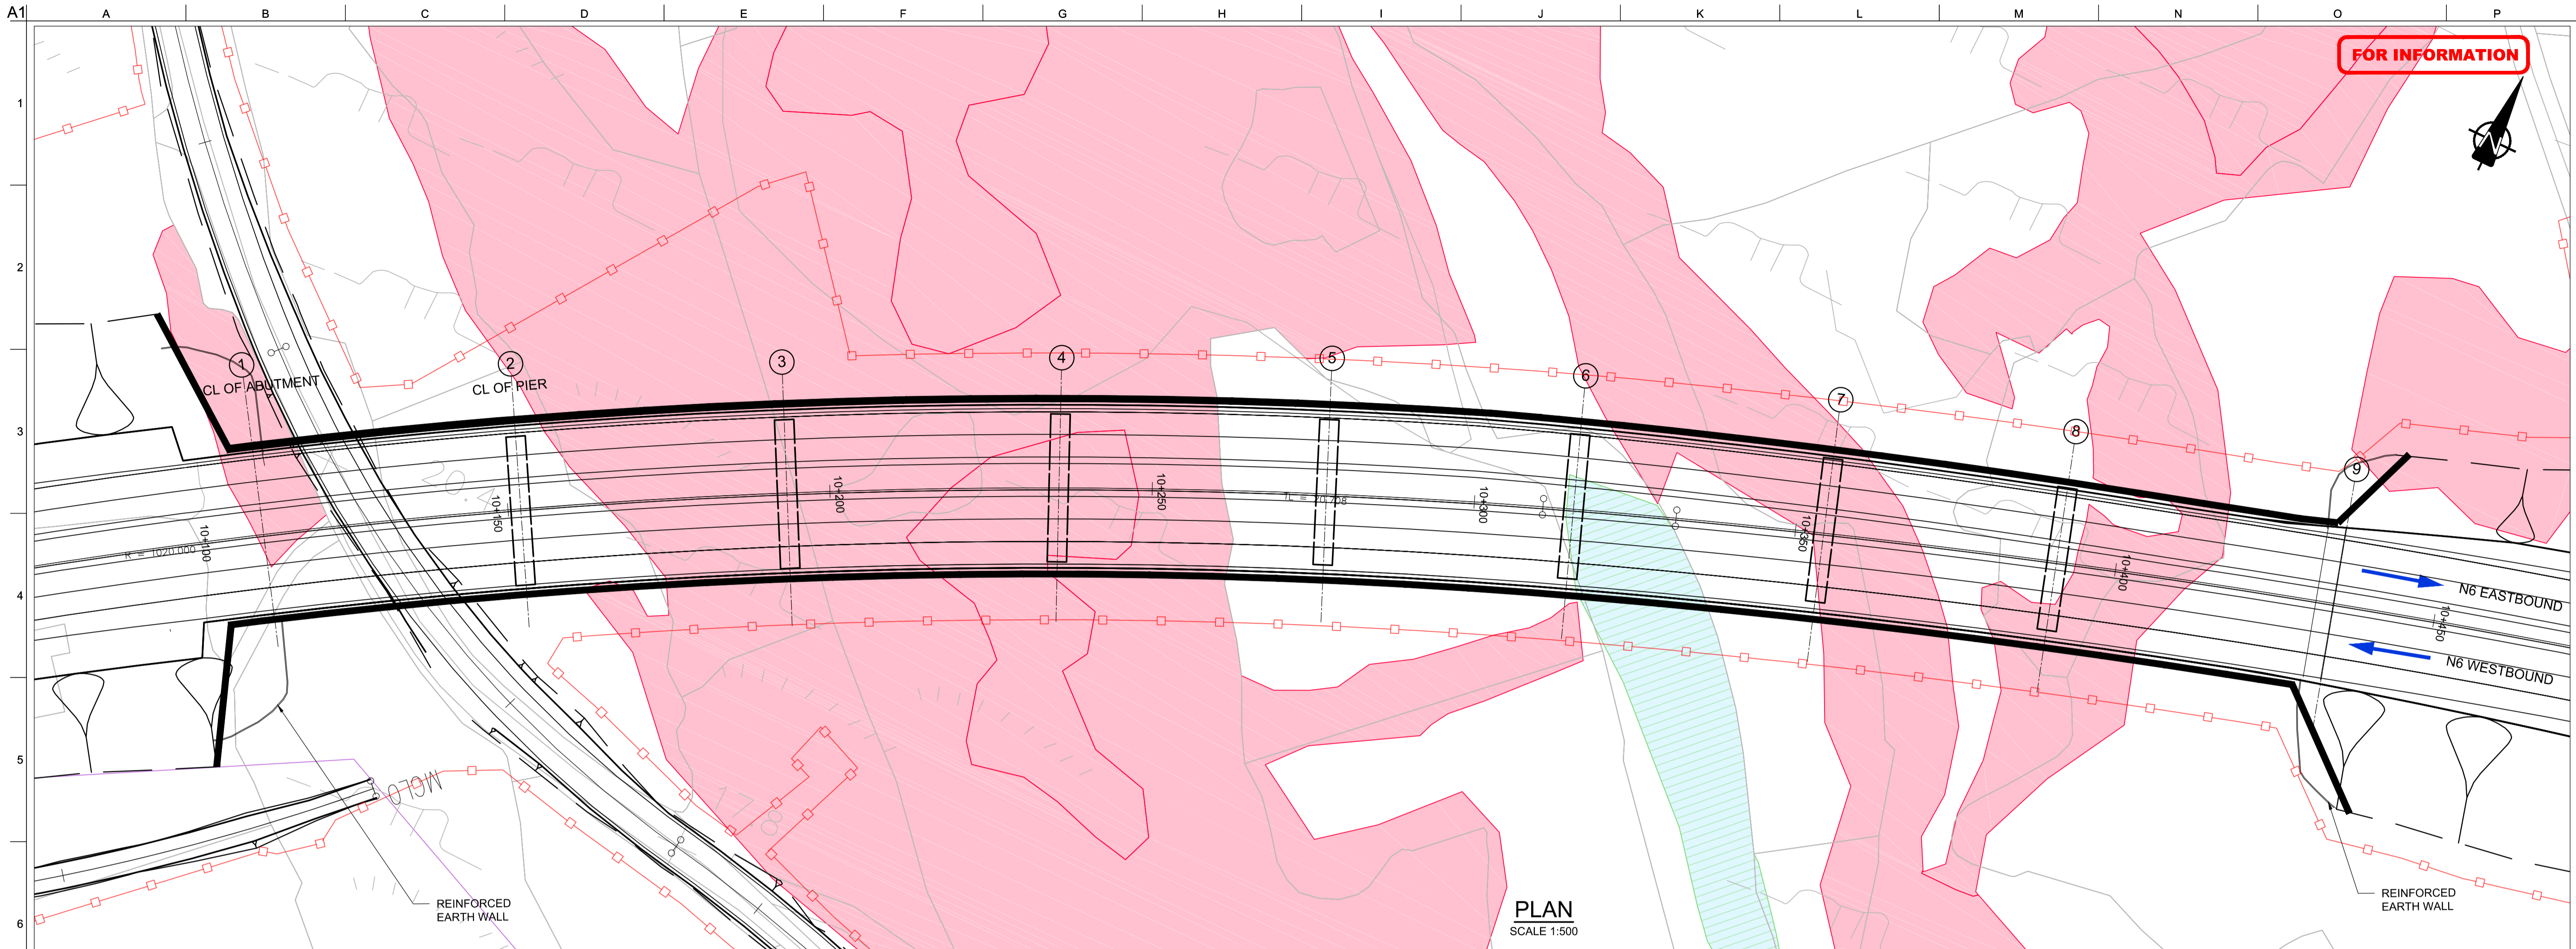 A1
A B C D E F G H I J K L M N O P
FOR INFORMATION
N
1
2
1
2
3
4
5
6
7
8
9
CL OF ABUTMENT
CL OF PIER
3
10+100
10+150
10+200
10+250
10+300
10+350
10+400
10+450
R = 1020.000
4
N6 EASTBOUND
N6 WESTBOUND
5
REINFORCED
EARTH WALL
REINFORCED
EARTH WALL
6
PLAN
SCALE 1:500